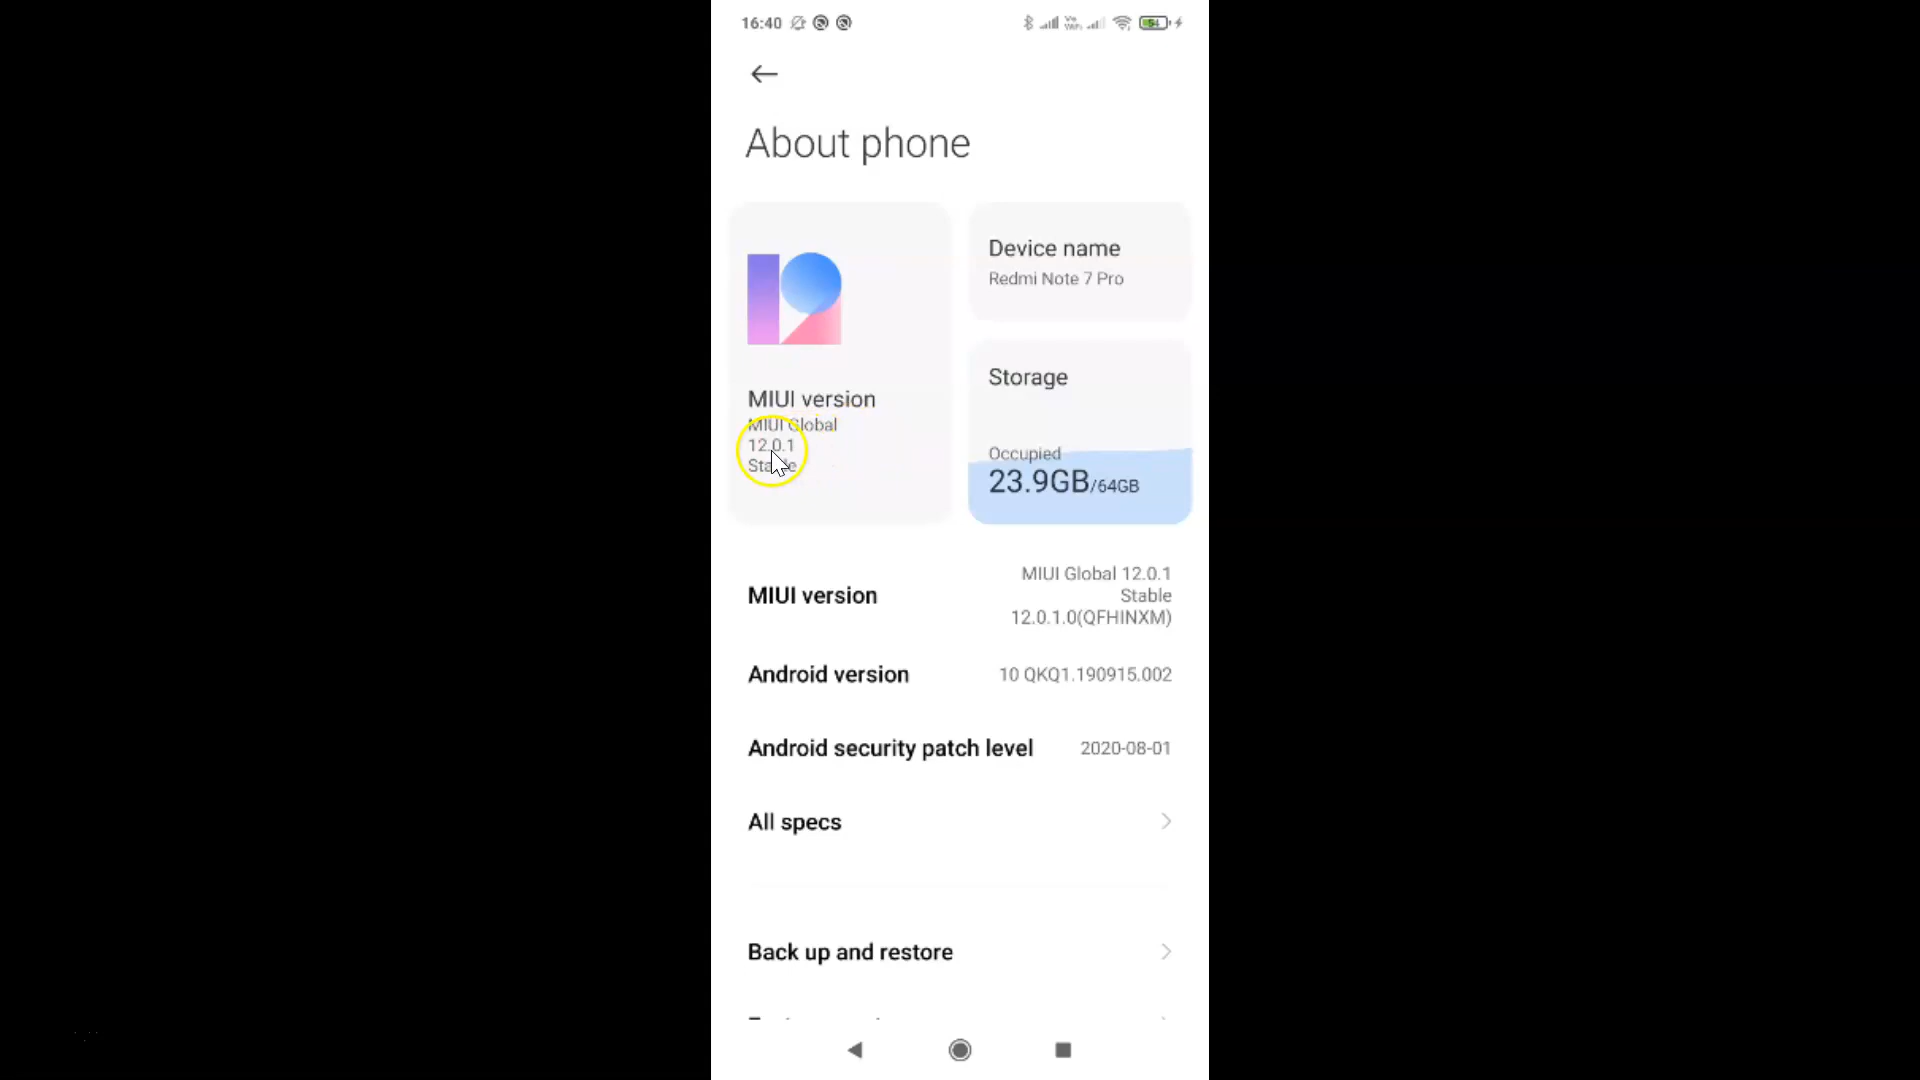 16:40
54
About phone
Device name
Redmi Note 7 Pro
MIUI version
MIUI Global
12.0.1
Stable
Storage
Occupied
23.9GB/64GB
MIUI version
MIUI Global 12.0.1
Stable
12.0.1.0(QFHINXM)
Android version
10 QKQ1.190915.002
Android security patch level
2020-08-01
All specs
Back up and restore